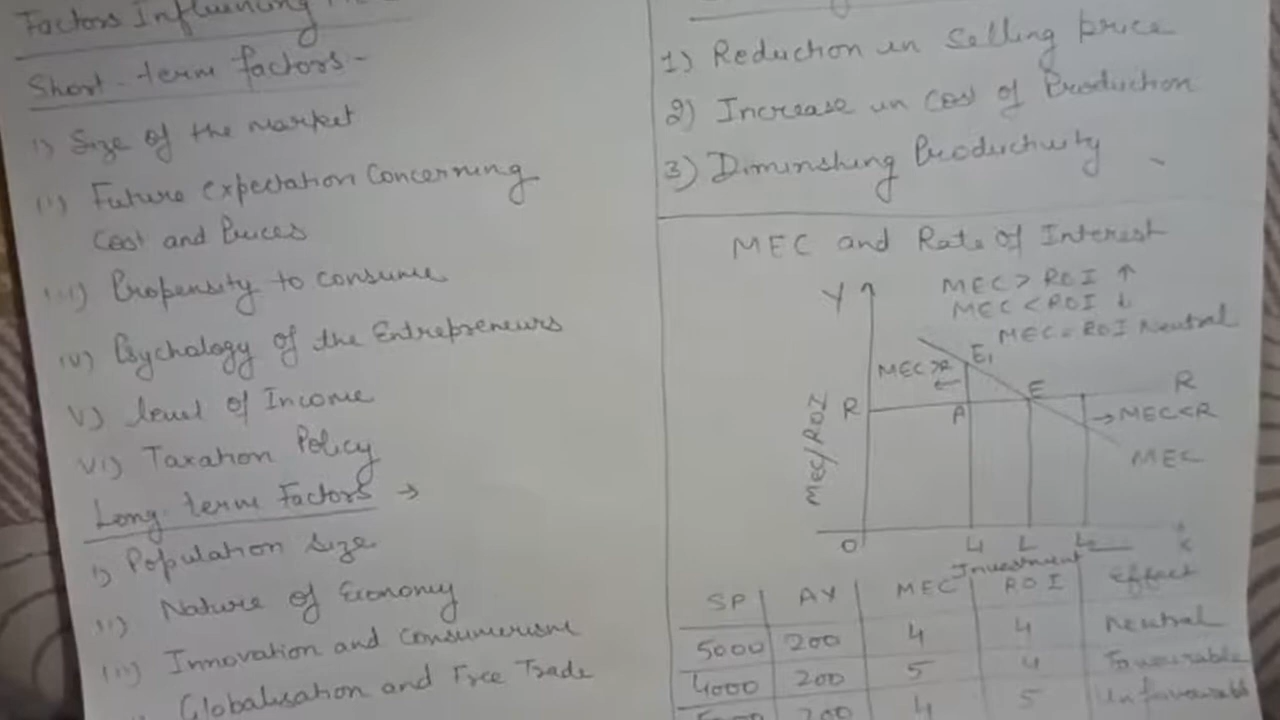 Factors Influencing
Short-term factors-
i) Size of the market
ii) Future expectation Concerning
Cost and Prices
iii) Propensity to consume
iv) Psychology of the Entrepreneurs
v) level of Income
vi) Taxation Policy
Long-term Factors →
i) Population Size
ii) Nature of Economy
iii) Innovation and Consumerism
Globalisation and Free Trade
1) Reduction in Selling Price
2) Increase in Cost of Production
3) Diminshing Productivity
MEC and Rate of Interest
MEC > ROI ↑
MEC < ROI ↓
MEC = ROI Neutral
Y
E1
MEC>R
←
E
R
R
A
→ MEC<R
MEC/ROI
MEC
O
L1 L L2 X
Investment
SP AY MEC ROI Effect
5000 200 4 4 Neutral
4000 200 5 4 Favourable
5000 200 4 5 Unfavourable